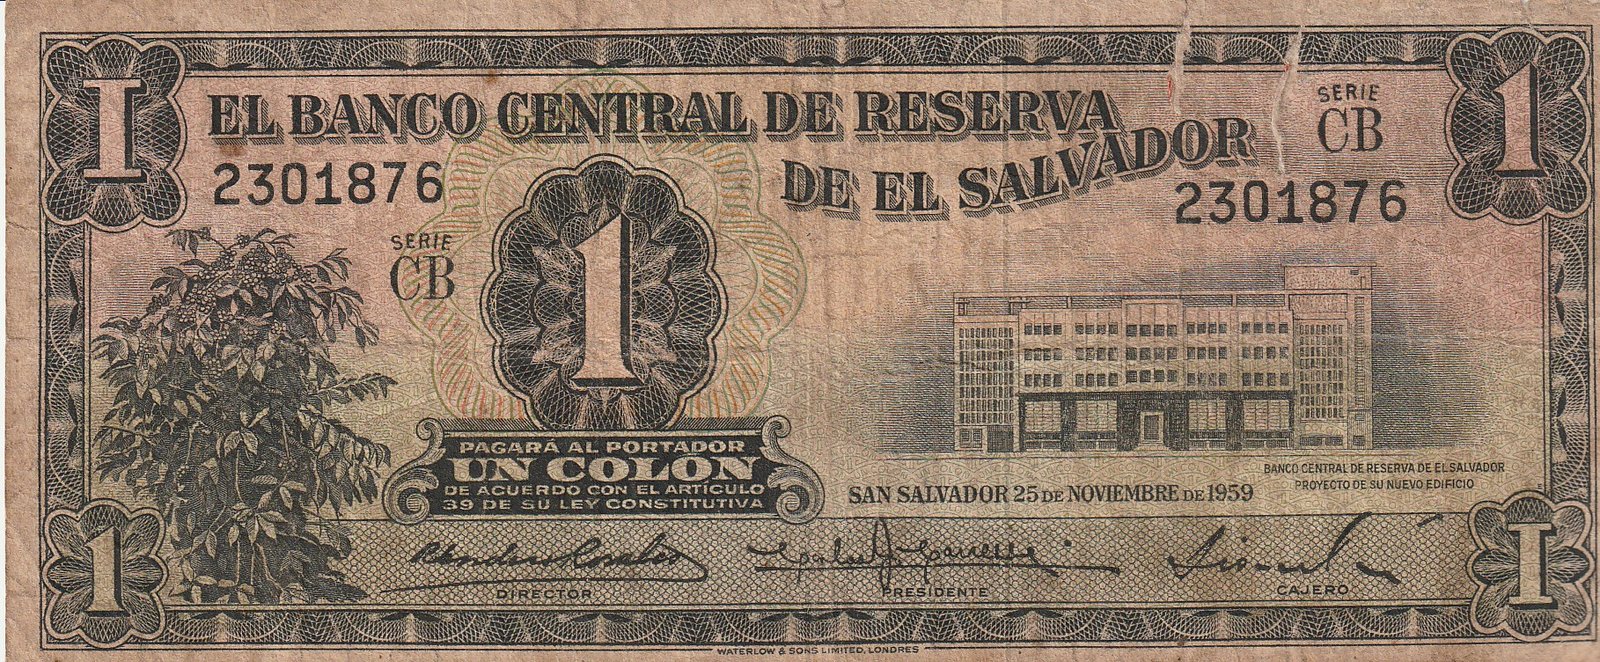 I
1
EL BANCO CENTRAL DE RESERVA
DE EL SALVADOR
SERIE
CB
2301876
2301876
SERIE
CB
1
PAGARÁ AL PORTADOR
UN COLON
DE ACUERDO CON EL ARTÍCULO
39 DE SU LEY CONSTITUTIVA
BANCO CENTRAL DE RESERVA DE EL SALVADOR
PROYECTO DE SU NUEVO EDIFICIO
SAN SALVADOR 25 DE NOVIEMBRE DE 1959
1
I
DIRECTOR
PRESIDENTE
CAJERO
WATERLOW & SONS LIMITED, LONDRES